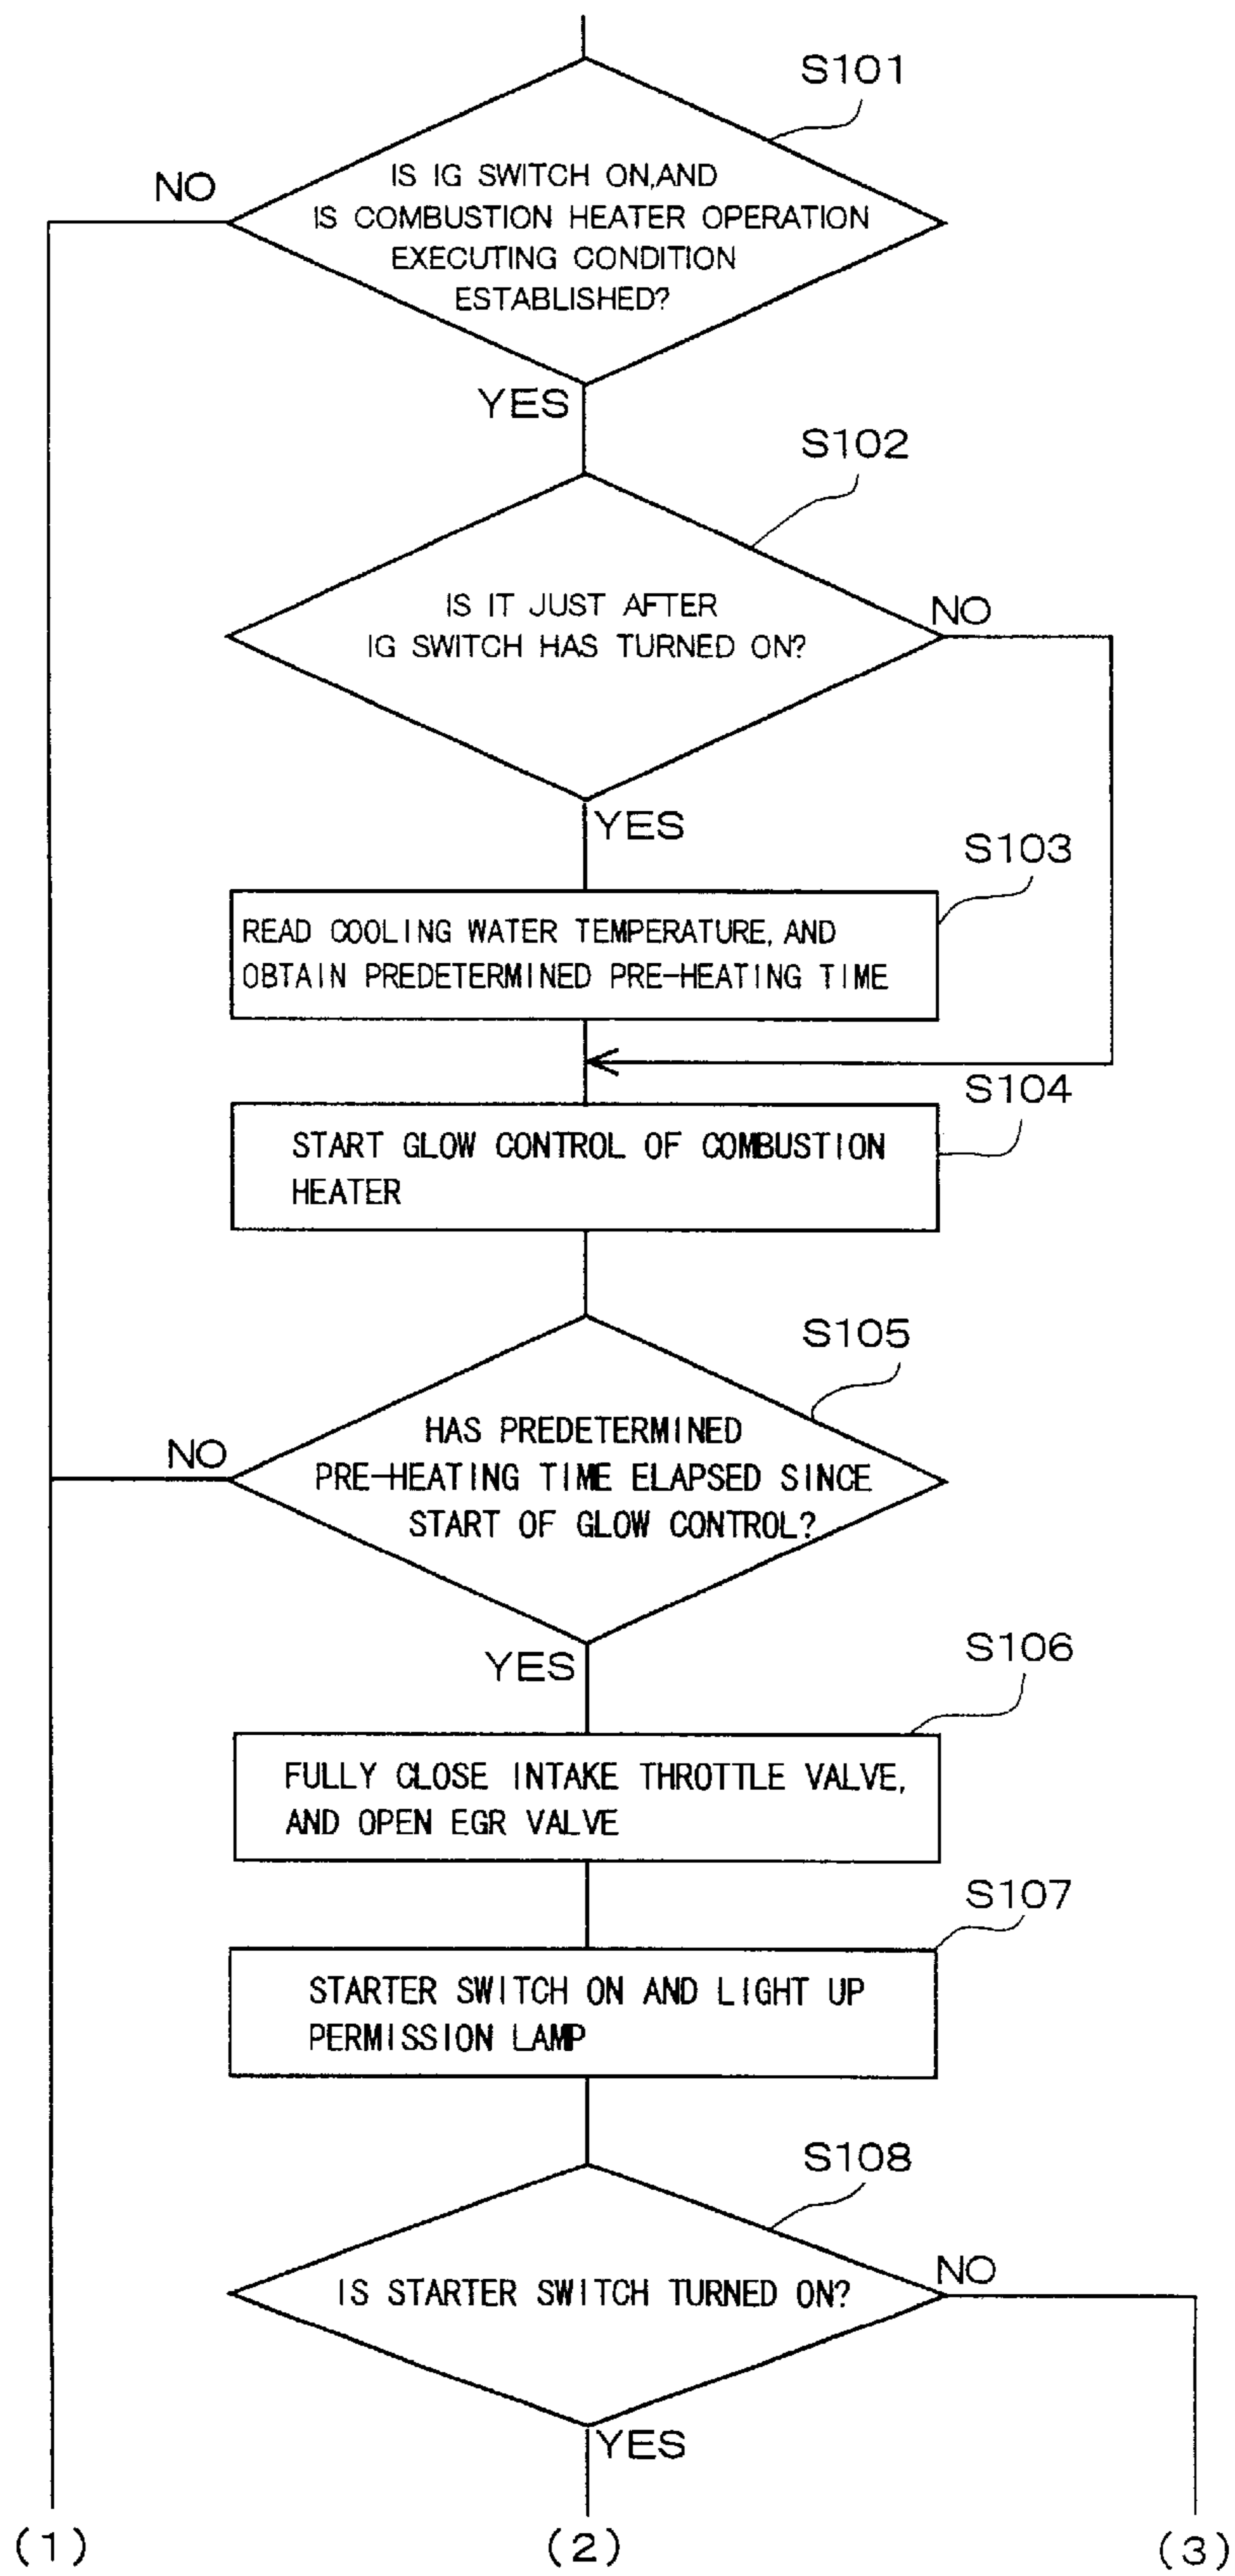 S101
IS IG SWITCH ON,AND
NO
IS COMBUSTION HEATER OPERATION
EXECUTING CONDITION
ESTABLISHED?
YES
S102
IS IT JUST AFTER
NO
IG SWITCH HAS TURNED ON?
YES
S103
READ COOLING WATER TEMPERATURE, AND
OBTAIN PREDETERMINED PRE-HEATING TIME
S104
START GLOW CONTROL OF COMBUSTION
HEATER
S105
HAS PREDETERMINED
NO
PRE-HEATING TIME ELAPSED SINCE
START OF GLOW CONTROL?
YES
S106
FULLY CLOSE INTAKE THROTTLE VALVE,
AND OPEN EGR VALVE
S107
STARTER SWITCH ON AND LIGHT UP
PERMISSION LAMP
S108
NO
IS STARTER SWITCH TURNED ON?
YES
(1) (2) (3)